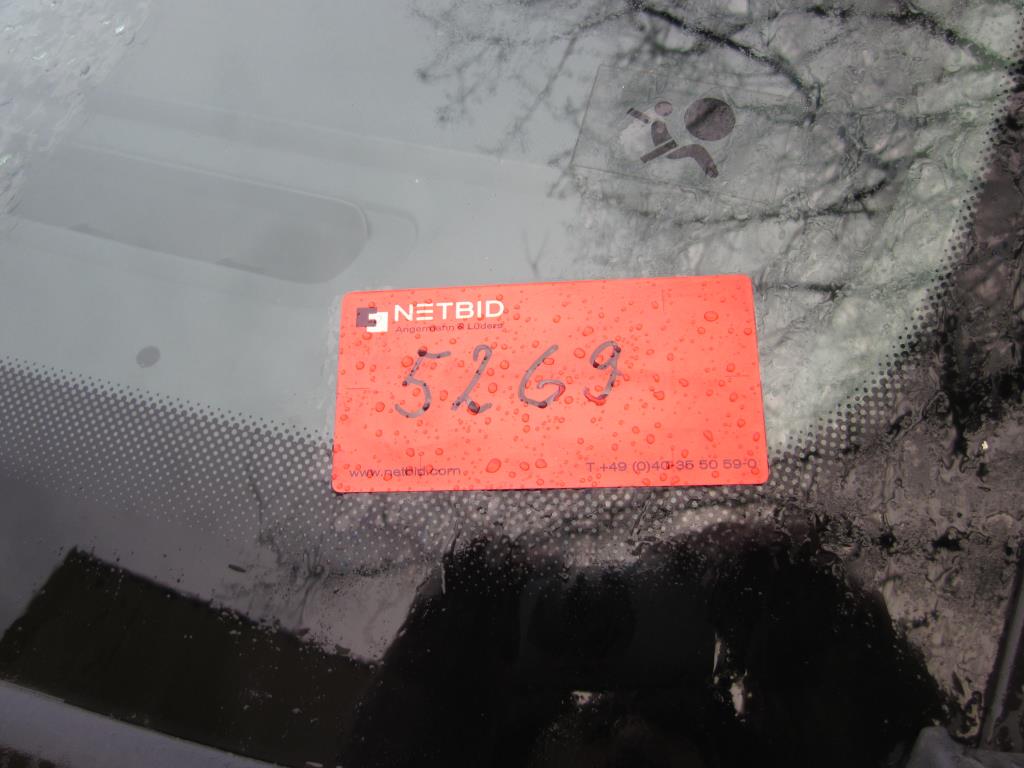 NETBID
Angermann & Lüders
5269
www.netbid.com
T +49 (0)40-35 50 59-0